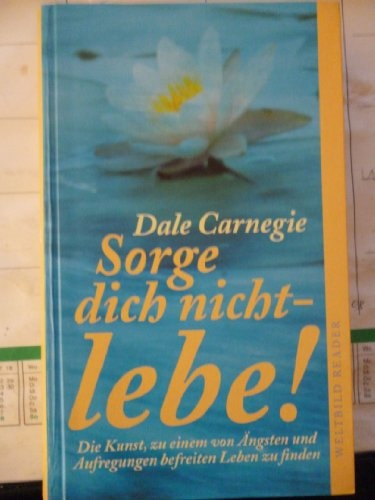 Dale Carnegie
Sorge
dich nicht-
lebe!
Die Kunst, zu einem von Ängsten und
Aufregungen befreiten Leben zu finden
WELTBILD READER